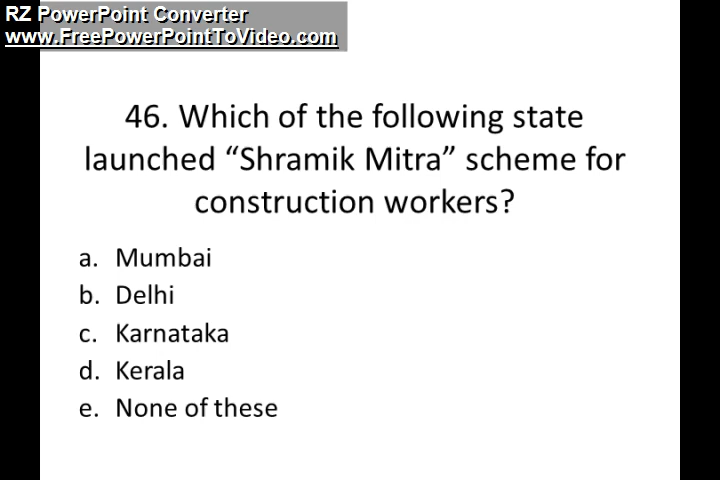 RZ PowerPoint Converter
www.FreePowerPointToVideo.com
46. Which of the following state
launched “Shramik Mitra” scheme for
construction workers?
a. Mumbai
b. Delhi
c. Karnataka
d. Kerala
e. None of these